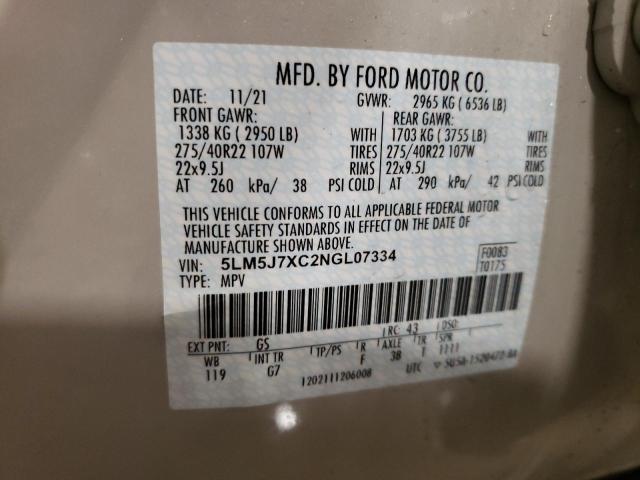 MFD. BY FORD MOTOR CO.
DATE: 11/21 GVWR: 2965 KG ( 6536 LB)
FRONT GAWR: REAR GAWR:
1338 KG ( 2950 LB) WITH 1703 KG ( 3755 LB) WITH
275/40R22 107W TIRES 275/40R22 107W TIRES
22x9.5J RIMS 22x9.5J RIMS
AT 260 kPa/ 38 PSI COLD AT 290 kPa/ 42 PSI COLD
THIS VEHICLE CONFORMS TO ALL APPLICABLE FEDERAL MOTOR
VEHICLE SAFETY STANDARDS IN EFFECT ON THE DATE OF
MANUFACTURE SHOWN ABOVE.
VIN: 5LM5J7XC2NGL07334 F0083
TYPE: MPV T0175
EXT PNT: GS RC: 43 DSO:
WB INT TR TP/PS R AXLE TR SPR
119 G7 F 38 1111
1202111206008 UTC